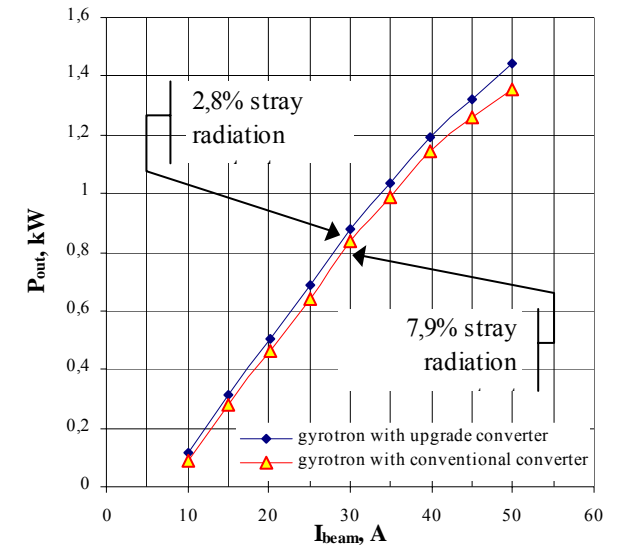 1,6
1,4
1,2
1
0,8
0,6
0,4
0,2
0
P_out, kW
2,8% stray
radiation
7,9% stray
radiation
gyrotron with upgrade converter
gyrotron with conventional converter
0 10 20 30 40 50 60
I_beam, A